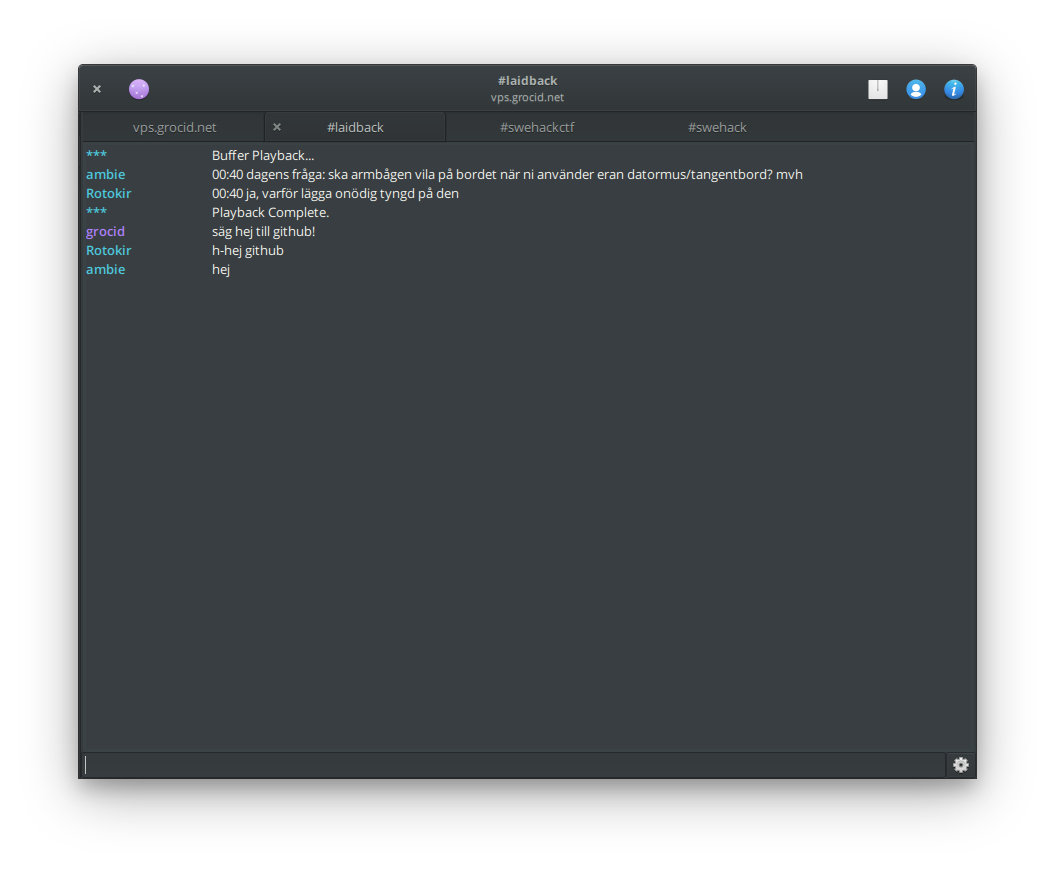 #laidback
vps.grocid.net
vps.grocid.net #laidback #swehackctf #swehack
*** Buffer Playback...
ambie 00:40 dagens fråga: ska armbågen vila på bordet när ni använder eran datormus/tangentbord? mvh
Rotokir 00:40 ja, varför lägga onödig tyngd på den
*** Playback Complete.
grocid säg hej till github!
Rotokir h-hej github
ambie hej